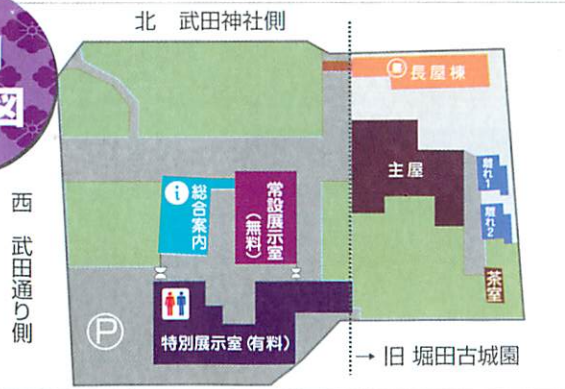 北 武田神社側
図
長屋棟
主屋
離れ1
離れ2
茶室
i 総合案内
常設展示室
(無料)
西 武田通り側
P
特別展示室(有料)
→ 旧 堀田古城園